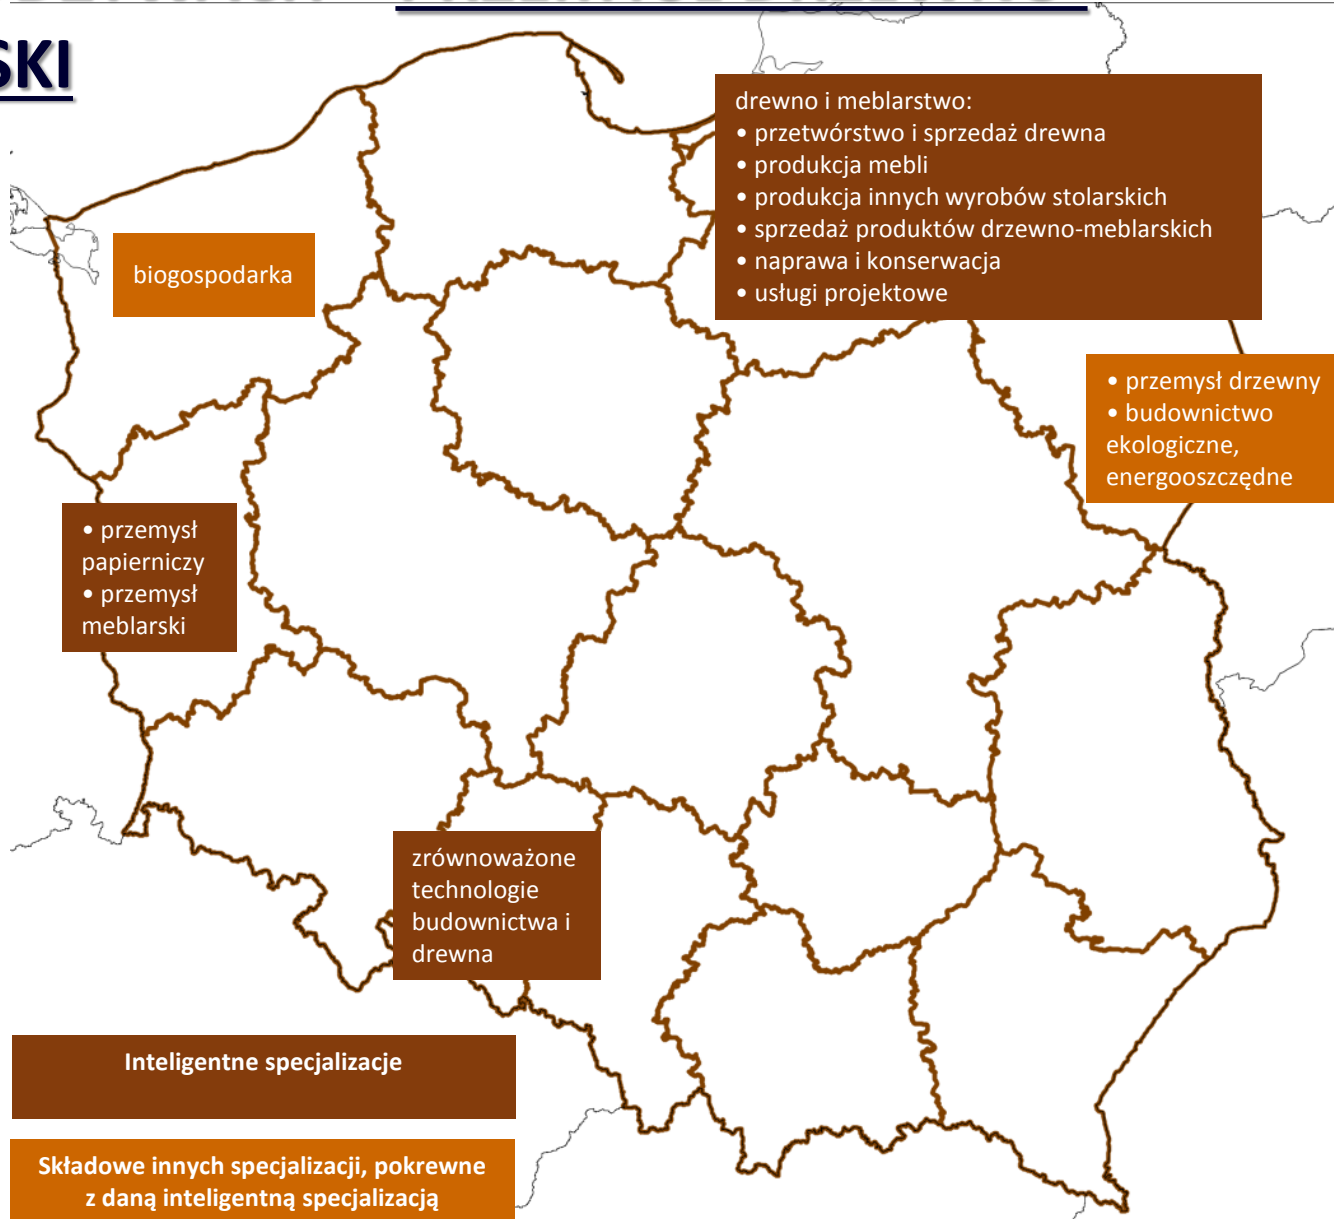 SKI
drewno i meblarstwo:
• przetwórstwo i sprzedaż drewna
• produkcja mebli
• produkcja innych wyrobów stolarskich
• sprzedaż produktów drzewno-meblarskich
• naprawa i konserwacja
• usługi projektowe
biogospodarka
• przemysł drzewny
• budownictwo
ekologiczne,
energooszczędne
• przemysł
papierniczy
• przemysł
meblarski
zrównoważone
technologie
budownictwa i
drewna
Inteligentne specjalizacje
Składowe innych specjalizacji, pokrewne
z daną inteligentną specjalizacją